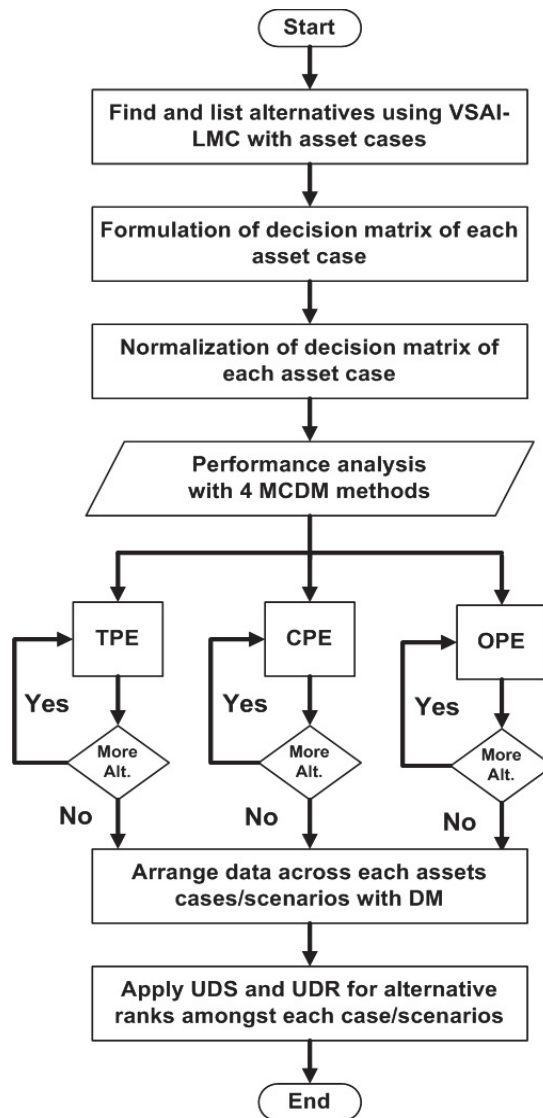 Start
Find and list alternatives using VSAI-
LMC with asset cases
Formulation of decision matrix of each
asset case
Normalization of decision matrix of
each asset case
Performance analysis
with 4 MCDM methods
TPE
CPE
OPE
Yes
Yes
Yes
More
Alt.
More
Alt.
More
Alt.
No
No
No
Arrange data across each assets
cases/scenarios with DM
Apply UDS and UDR for alternative
ranks amongst each case/scenarios
End